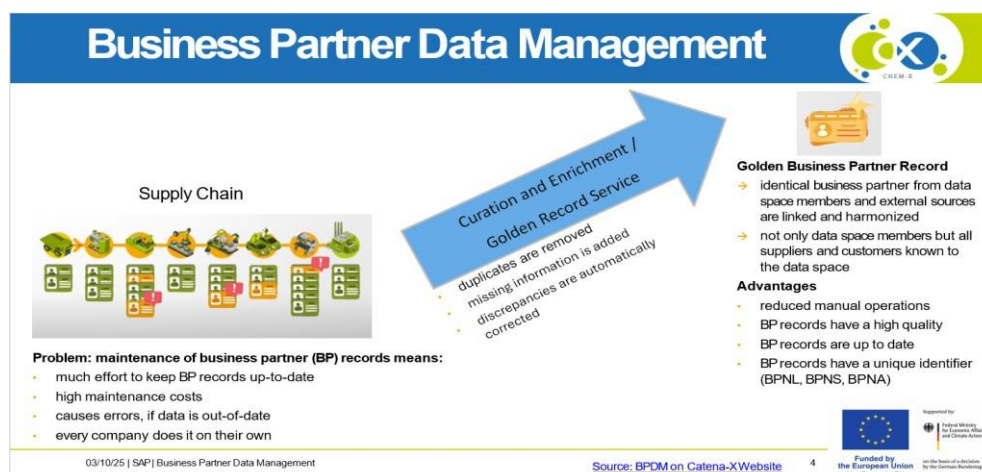 Business Partner Data Management
CHEM-X
Supply Chain
Curation and Enrichment /
Golden Record Service
duplicates are removed
missing information is added
discrepancies are automatically
corrected
Problem: maintenance of business partner (BP) records means:
much effort to keep BP records up-to-date
high maintenance costs
causes errors, if data is out-of-date
every company does it on their own
Golden Business Partner Record
→ identical business partner from data
space members and external sources
are linked and harmonized
→ not only data space members but all
suppliers and customers known to
the data space
Advantages
reduced manual operations
BP records have a high quality
BP records are up to date
BP records have a unique identifier
(BPNL, BPNS, BPNA)
03/10/25 | SAP| Business Partner Data Management
Source: BPDM on Catena-X Website
4
Funded by
the European Union
Supported by:
Federal Ministry
for Economic Affairs
and Climate Action
on the basis of a decision
by the German Bundestag